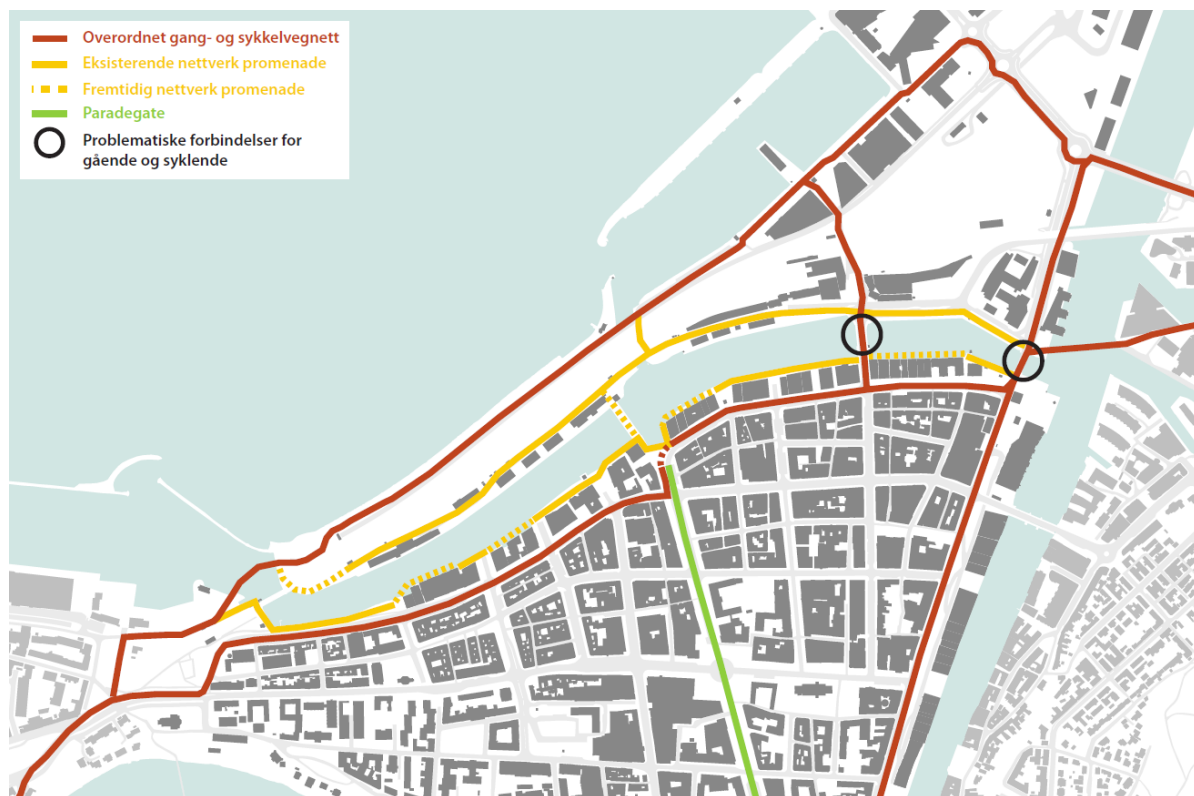 Overordnet gang- og sykkelvegnett
Eksisterende nettverk promenade
Fremtidig nettverk promenade
Paradegate
Problematiske forbindelser for
gående og syklende